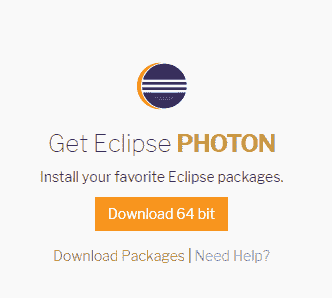 Get Eclipse PHOTON
Install your favorite Eclipse packages.
Download 64 bit
Download Packages | Need Help?